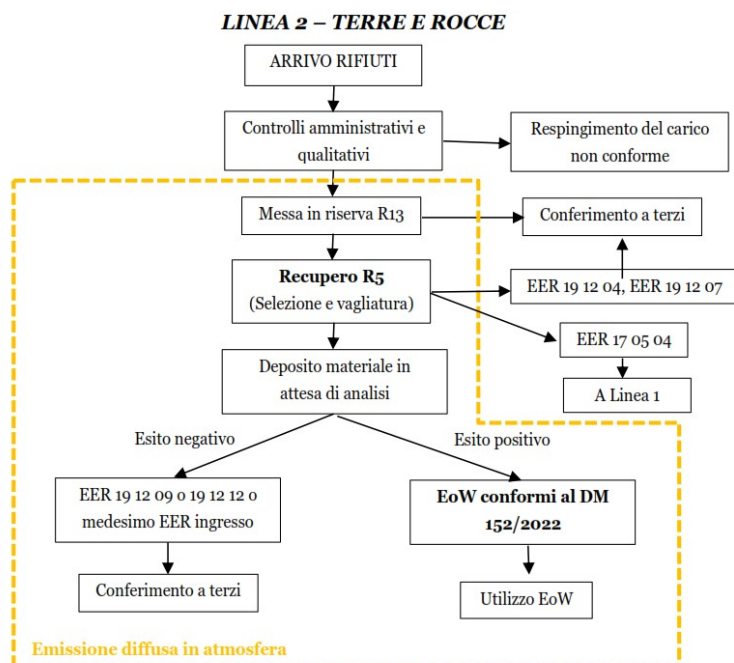 LINEA 2 – TERRE E ROCCE
ARRIVO RIFIUTI
Controlli amministrativi e
qualitativi
Respingimento del carico
non conforme
Messa in riserva R13
Conferimento a terzi
Recupero R5
(Selezione e vagliatura)
EER 19 12 04, EER 19 12 07
EER 17 05 04
A Linea 1
Deposito materiale in
attesa di analisi
Esito negativo
Esito positivo
EER 19 12 09 o 19 12 12 o
medesimo EER ingresso
EoW conformi al DM
152/2022
Conferimento a terzi
Utilizzo EoW
Emissione diffusa in atmosfera